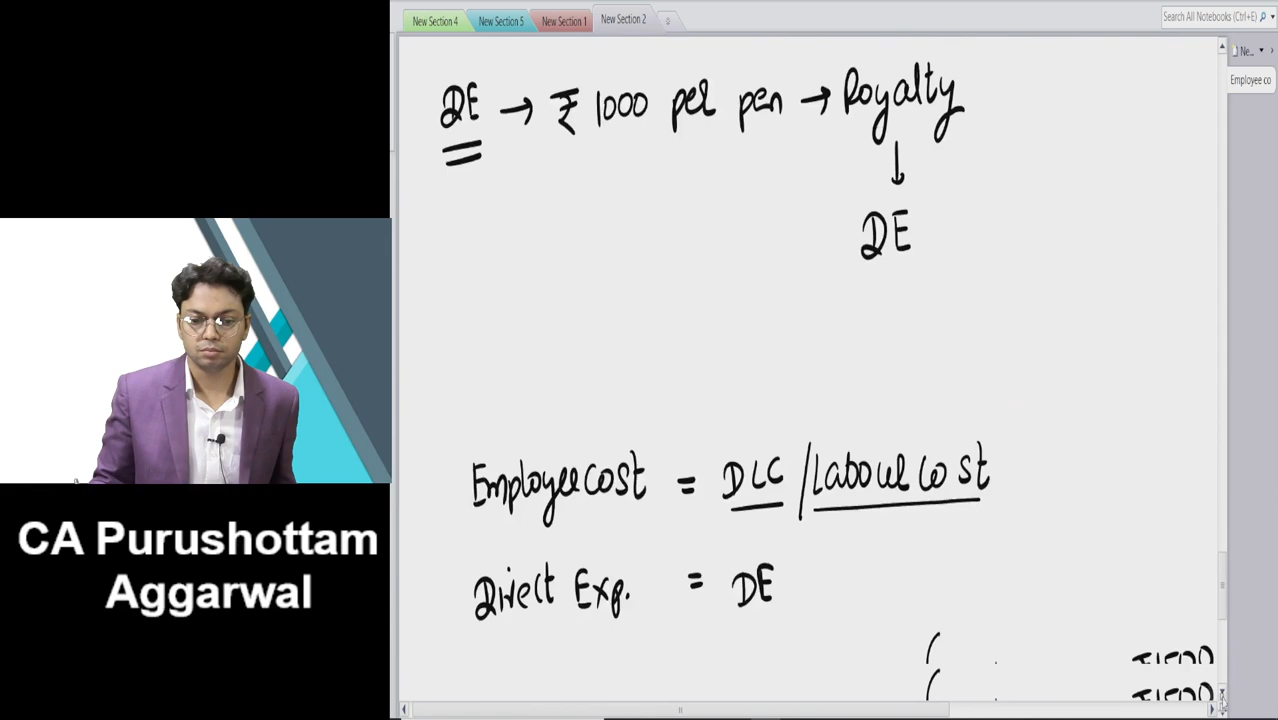 New Section 4
New Section 5
New Section 1
New Section 2
Search All Notebooks (Ctrl+E)
Ne...
Employee co
DE → ₹ 1000 per pen → Royalty
↓
DE
Employee cost = DLC / Labour cost
Direct Exp. = DE
CA Purushottam
Aggarwal